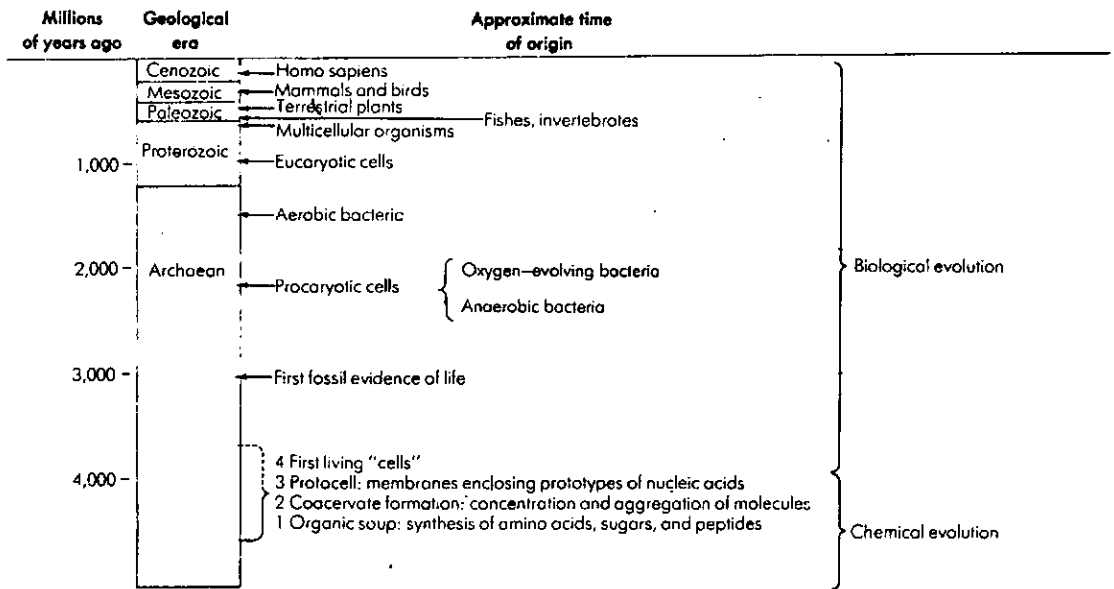 Millions of years ago
Geological era
Approximate time of origin
Cenozoic
Homo sapiens
Mesozoic
Mammals and birds
Paleozoic
Terrestrial plants
Fishes, invertebrates
Multicellular organisms
1,000
Proterozoic
Eucaryotic cells
Aerobic bacteria
2,000
Archaean
Oxygen–evolving bacteria
Biological evolution
Procaryotic cells
Anaerobic bacteria
3,000
First fossil evidence of life
4 First living "cells"
4,000
3 Protocell: membranes enclosing prototypes of nucleic acids
2 Coacervate formation: concentration and aggregation of molecules
1 Organic soup: synthesis of amino acids, sugars, and peptides
Chemical evolution